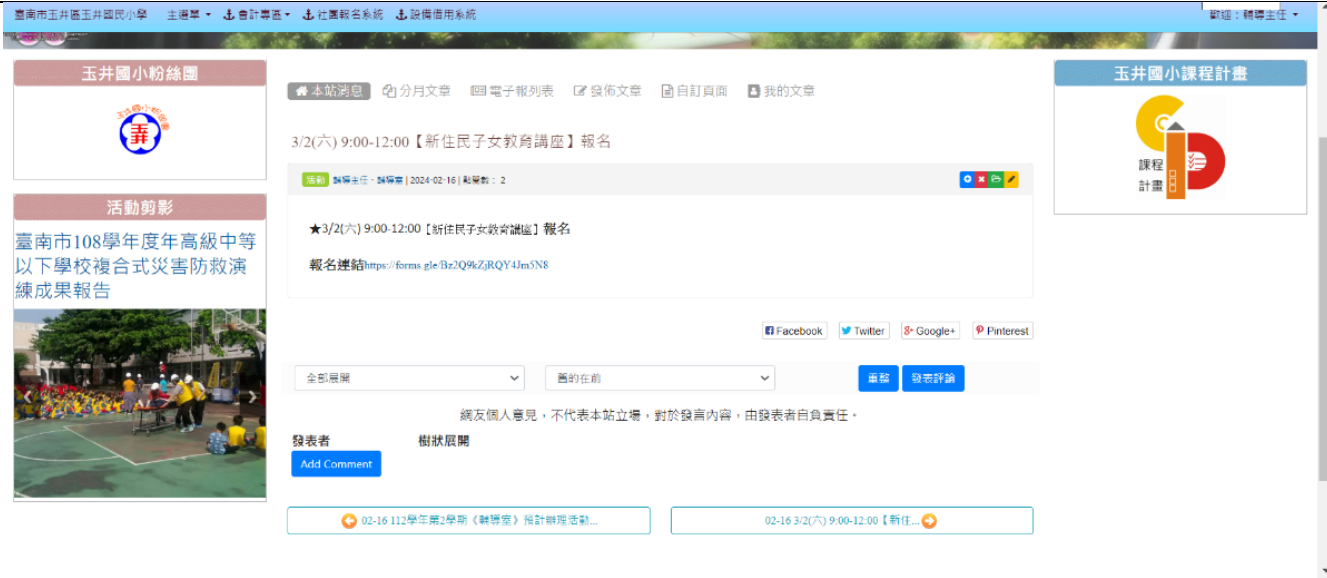 臺南市玉井區玉井國民小學 主選單 會計專區 社團報名系統 設備借用系統 歡迎：輔導主任
玉井國小粉絲團
活動剪影
臺南市108學年度年高級中等
以下學校複合式災害防救演
練成果報告
本站消息 分月文章 電子報列表 發佈文章 自訂頁面 我的文章
3/2(六) 9:00-12:00【新住民子女教育講座】報名
活動 輔導主任 - 輔導室 | 2024-02-16 | 點閱數： 2
★3/2(六) 9:00-12:00【新住民子女教育講座】報名
報名連結https://forms.gle/Bz2Q9kZjRQY4Jm5N8
Facebook Twitter Google+ Pinterest
全部展開 舊的在前 重整 發表評論
網友個人意見，不代表本站立場，對於發言內容，由發表者自負責任。
發表者 樹狀展開
Add Comment
02-16 112學年第2學期《輔導室》預計辦理活動... 02-16 3/2(六) 9:00-12:00【新住...
玉井國小課程計畫
課程
計畫